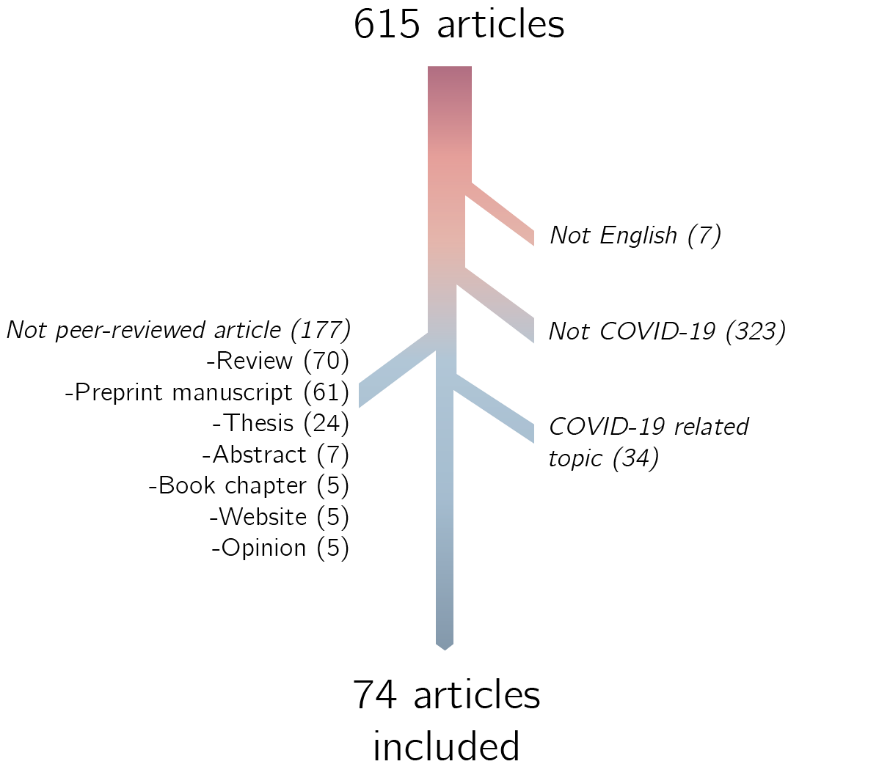 615 articles
Not English (7)
Not COVID-19 (323)
Not peer-reviewed article (177)
-Review (70)
-Preprint manuscript (61)
-Thesis (24)
-Abstract (7)
-Book chapter (5)
-Website (5)
-Opinion (5)
COVID-19 related
topic (34)
74 articles
included